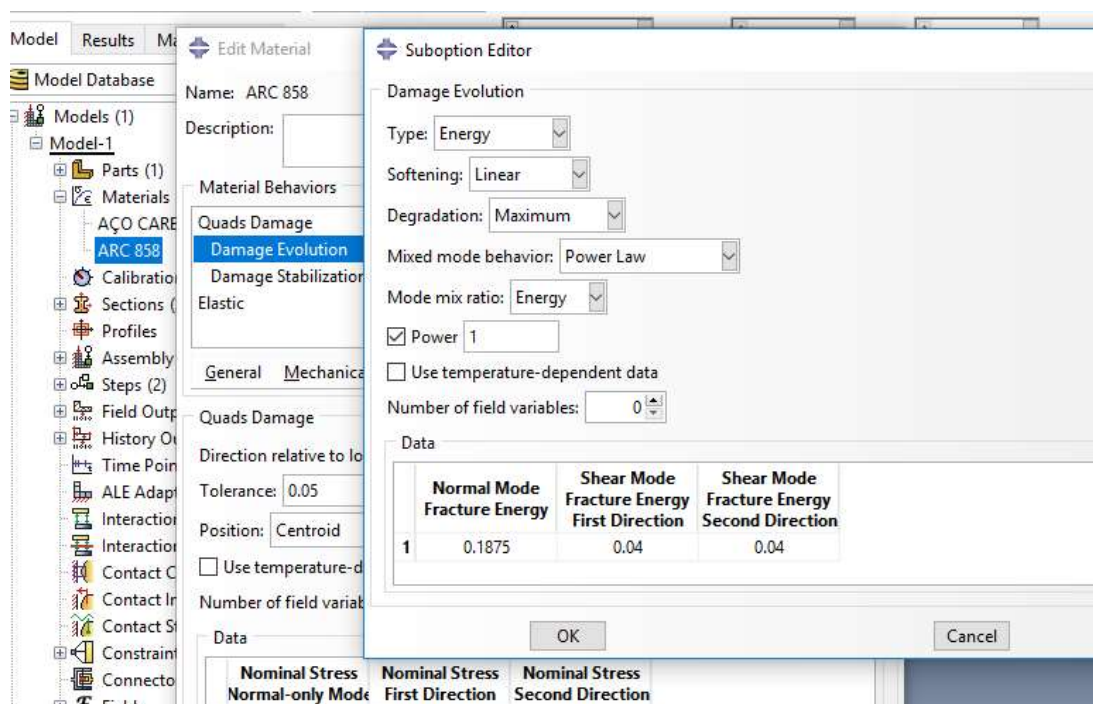 Model Results Ma
Model Database
Models (1)
Model-1
Parts (1)
Materials
AÇO CARB
ARC 858
Calibratio
Sections (
Profiles
Assembly
Steps (2)
Field Outp
History Ou
Time Poin
ALE Adapt
Interaction
Interaction
Contact C
Contact In
Contact St
Constraint
Connecto
Edit Material
Name: ARC 858
Description:
Material Behaviors
Quads Damage
Damage Evolution
Damage Stabilization
Elastic
General Mechanica
Quads Damage
Direction relative to lo
Tolerance: 0.05
Position: Centroid
Use temperature-d
Number of field variab
Data
Nominal Stress Nominal Stress Nominal Stress
Normal-only Mode First Direction Second Direction
Suboption Editor
Damage Evolution
Type: Energy
Softening: Linear
Degradation: Maximum
Mixed mode behavior: Power Law
Mode mix ratio: Energy
Power 1
Use temperature-dependent data
Number of field variables: 0
Data
Normal Mode
Fracture Energy
Shear Mode
Fracture Energy
First Direction
Shear Mode
Fracture Energy
Second Direction
1 0.1875 0.04 0.04
OK Cancel